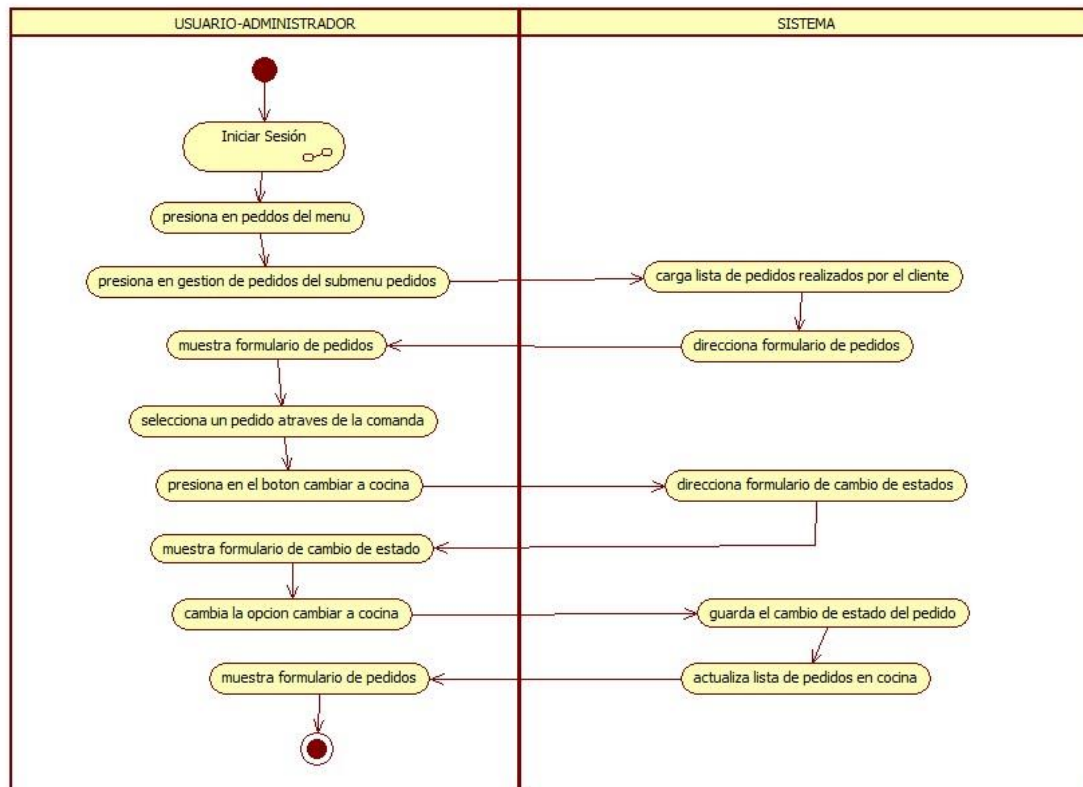 USUARIO-ADMINISTRADOR
SISTEMA
Iniciar Sesión
presiona en peddos del menu
presiona en gestion de pedidos del submenu pedidos
carga lista de pedidos realizados por el cliente
muestra formulario de pedidos
direcciona formulario de pedidos
selecciona un pedido atraves de la comanda
presiona en el boton cambiar a cocina
direcciona formulario de cambio de estados
muestra formulario de cambio de estado
cambia la opcion cambiar a cocina
guarda el cambio de estado del pedido
muestra formulario de pedidos
actualiza lista de pedidos en cocina